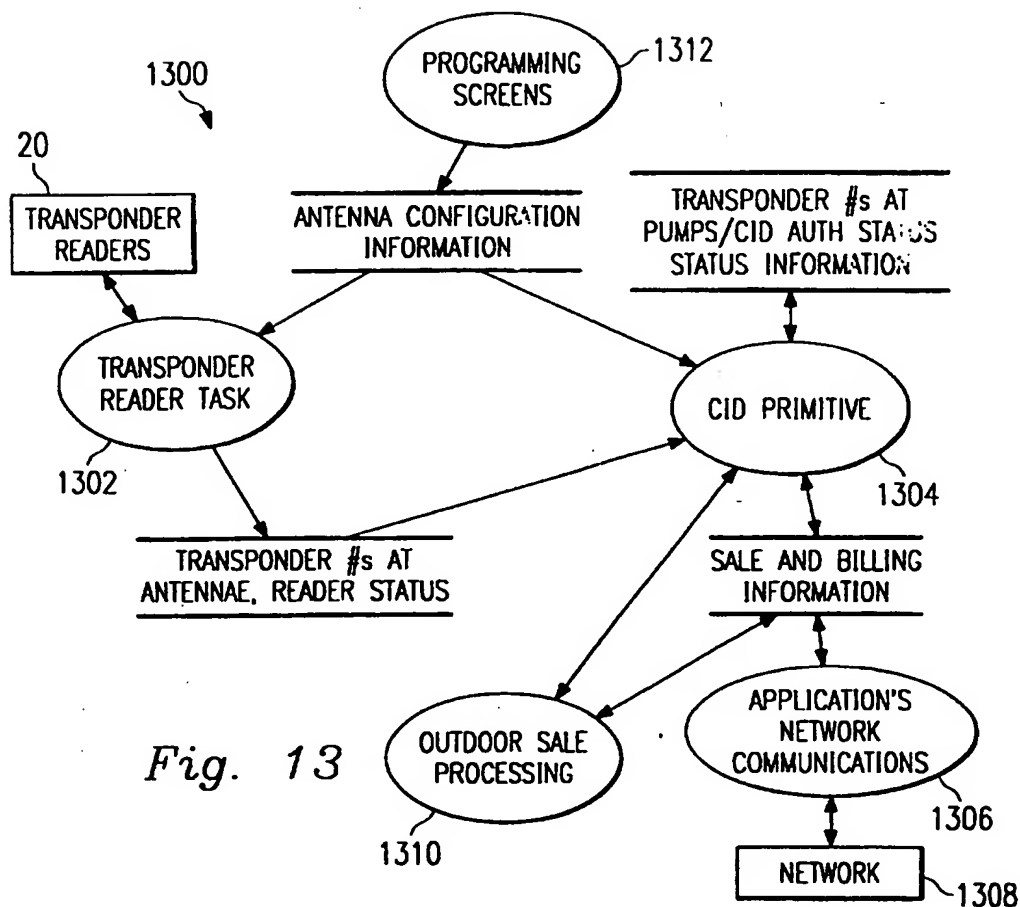 PROGRAMMING
SCREENS
1312
1300
20
TRANSPONDER
READERS
ANTENNA CONFIGURATION
INFORMATION
TRANSPONDER #s AT
PUMPS/CID AUTH STATUS
STATUS INFORMATION
TRANSPONDER
READER TASK
1302
CID PRIMITIVE
1304
TRANSPONDER #s AT
ANTENNAE, READER STATUS
SALE AND BILLING
INFORMATION
Fig. 13
OUTDOOR SALE
PROCESSING
1310
APPLICATION'S
NETWORK
COMMUNICATIONS
1306
NETWORK
1308